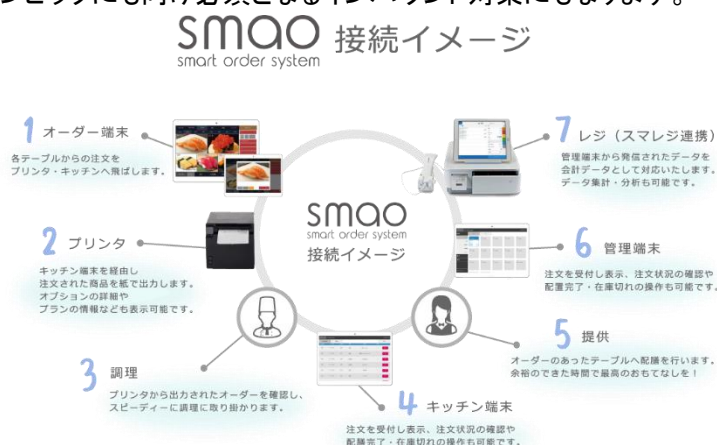 smao 接続イメージ
smart order system
1 オーダー端末
各テーブルからの注文を
プリンタ・キッチンへ飛ばします。
2 プリンタ
キッチン端末を経由し
注文された商品を紙で出力します。
オプションの詳細や
プランの情報なども表示可能です。
3 調理
プリンタから出力されたオーダーを確認し、
スピーディーに調理に取り掛かります。
4 キッチン端末
注文を受付し表示、注文状況の確認や
配膳完了・在庫切れの操作も可能です。
5 提供
オーダーのあったテーブルへ配膳を行います。
余裕のできた時間で最高のおもてなしを！
6 管理端末
注文を受付し表示、注文状況の確認や
配置完了・在庫切れの操作も可能です。
7 レジ（スマレジ連携）
管理端末から発信されたデータを
会計データとして対応いたします。
データ集計・分析も可能です。
smao
smart order system
接続イメージ